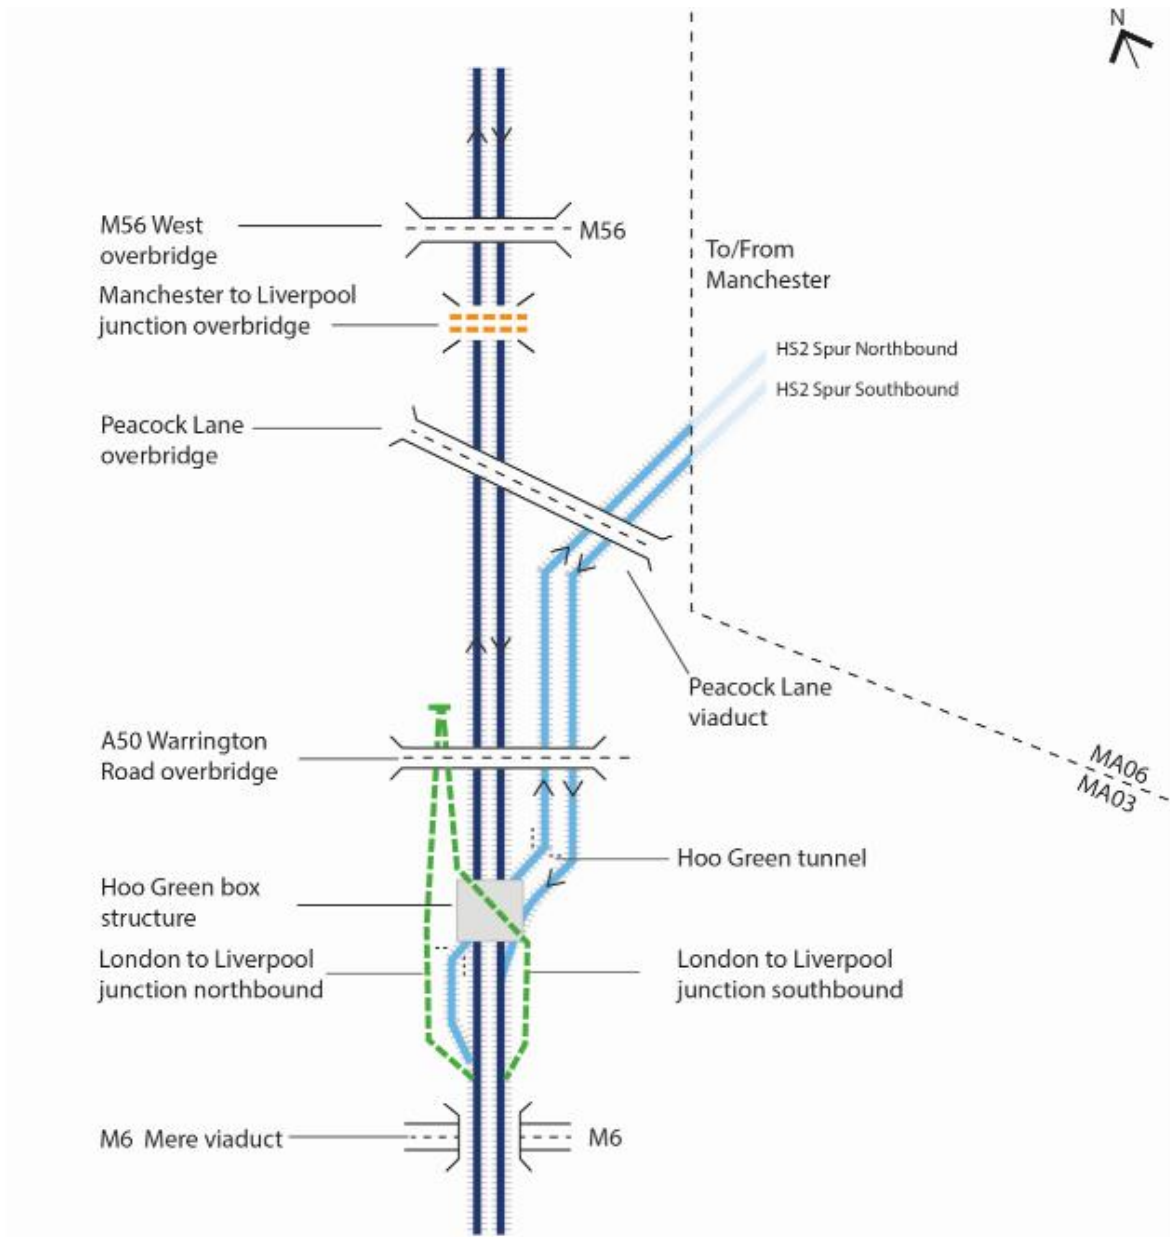 N
M56 West
overbridge
M56
To/From
Manchester
Manchester to Liverpool
junction overbridge
HS2 Spur Northbound
HS2 Spur Southbound
Peacock Lane
overbridge
Peacock Lane
viaduct
A50 Warrington
Road overbridge
MA06
MA03
Hoo Green tunnel
Hoo Green box
structure
London to Liverpool
junction northbound
London to Liverpool
junction southbound
M6 Mere viaduct
M6